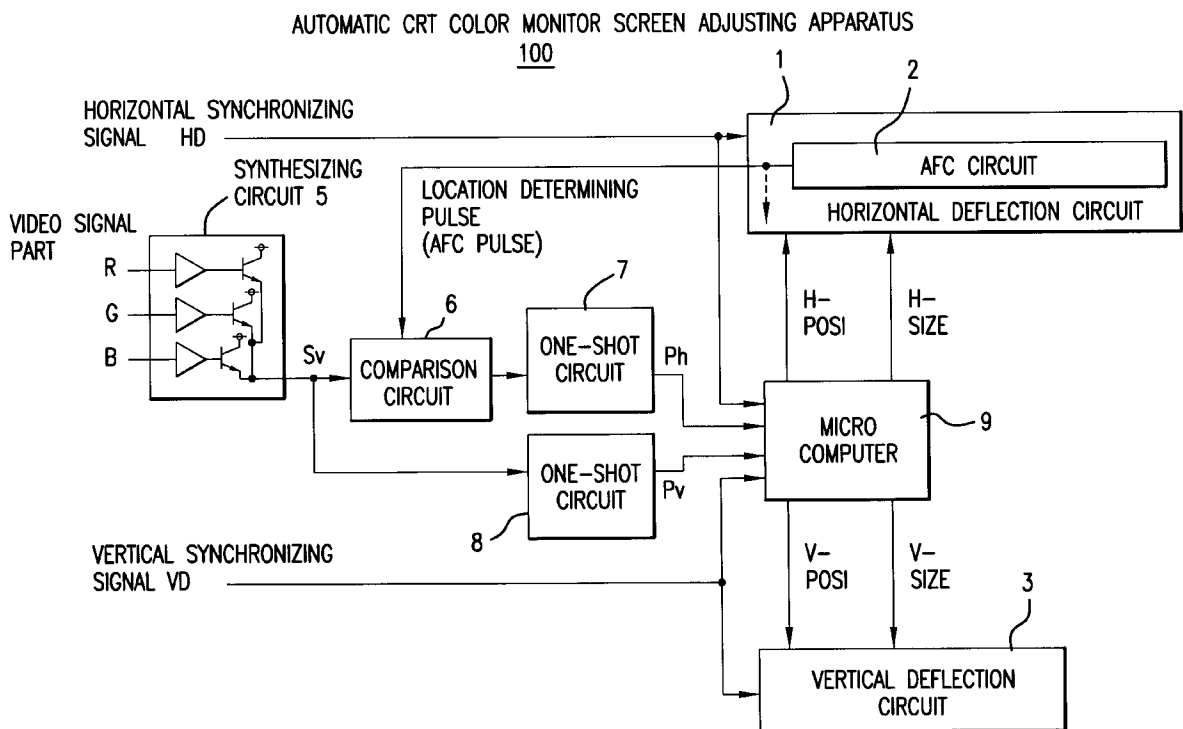 AUTOMATIC CRT COLOR MONITOR SCREEN ADJUSTING APPARATUS
100
HORIZONTAL SYNCHRONIZING
SIGNAL HD
1
2
AFC CIRCUIT
HORIZONTAL DEFLECTION CIRCUIT
SYNTHESIZING
CIRCUIT 5
LOCATION DETERMINING
PULSE
(AFC PULSE)
VIDEO SIGNAL
PART
R
G
B
Sv
6
COMPARISON
CIRCUIT
7
ONE-SHOT
CIRCUIT
Ph
H-
POSI
H-
SIZE
MICRO
COMPUTER
9
ONE-SHOT
CIRCUIT
Pv
8
VERTICAL SYNCHRONIZING
SIGNAL VD
V-
POSI
V-
SIZE
3
VERTICAL DEFLECTION
CIRCUIT